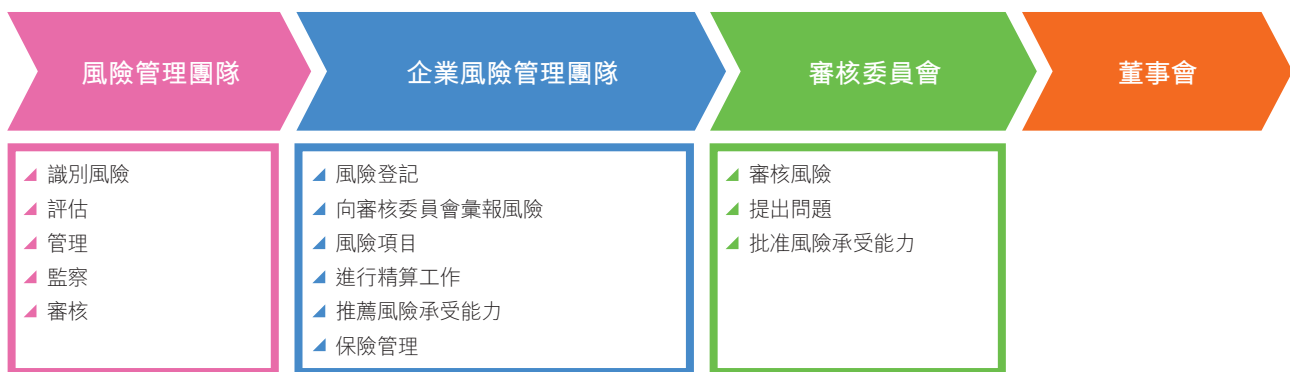 風險管理團隊
企業風險管理團隊
審核委員會
董事會
識別風險
評估
管理
監察
審核
風險登記
向審核委員會彙報風險
風險項目
進行精算工作
推薦風險承受能力
保險管理
審核風險
提出問題
批准風險承受能力